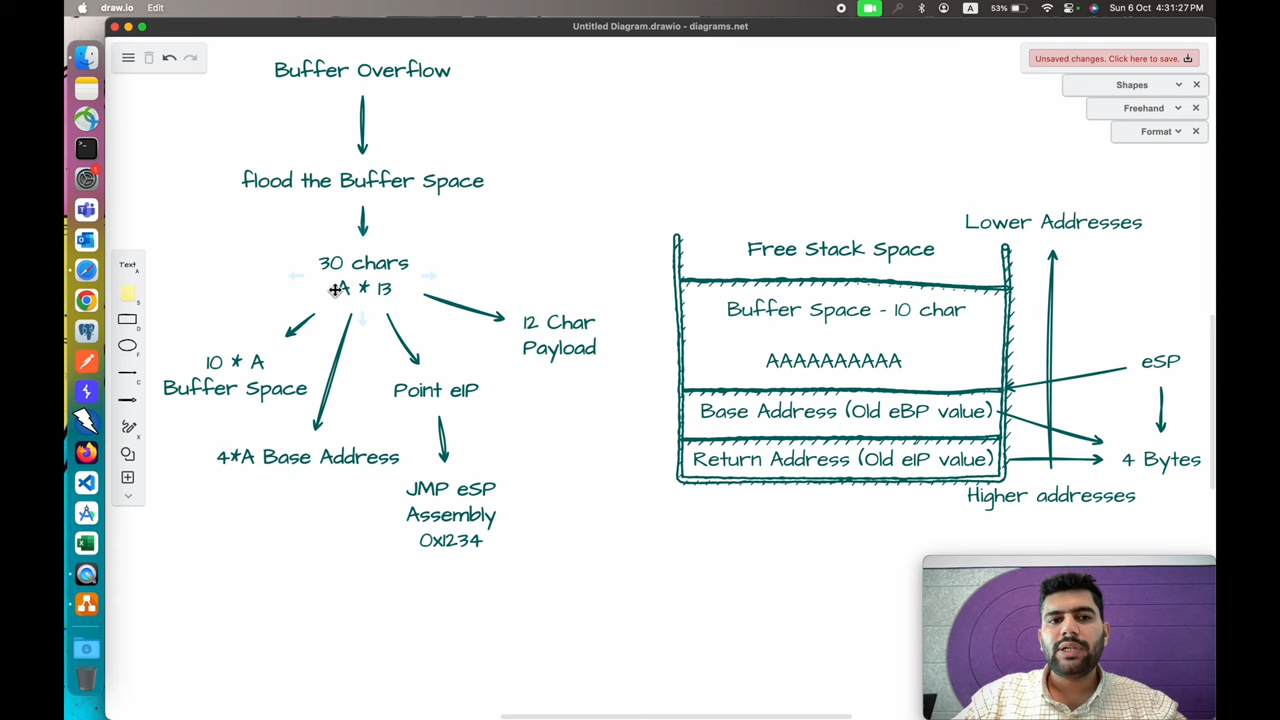 draw.io Edit
A 53% Sun 6 Oct 4:31:27 PM
Untitled Diagram.drawio - diagrams.net
Unsaved changes. Click here to save.
Shapes
Freehand
Format
Text
Buffer Overflow
flood the Buffer Space
30 chars
A * 13
10 * A
Buffer Space
4*A Base Address
Point eIP
JMP eSP
Assembly
0x1234
12 Char
Payload
Lower Addresses
Free Stack Space
Buffer Space - 10 char
AAAAAAAAAA
Base Address (Old eBP value)
Return Address (Old eIP value)
eSP
4 Bytes
Higher addresses